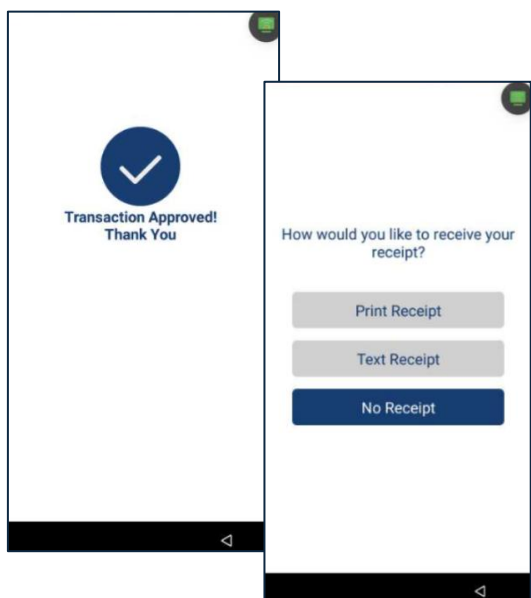 Transaction Approved!
Thank You
How would you like to receive your
receipt?
Print Receipt
Text Receipt
No Receipt